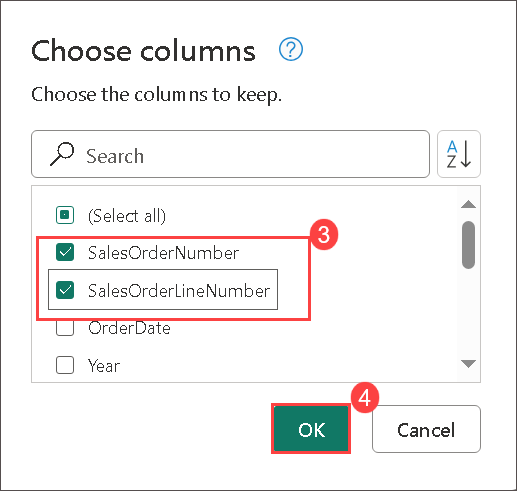 Choose columns ?
Choose the columns to keep.
Search
A
Z
(Select all)
3
SalesOrderNumber
SalesOrderLineNumber
OrderDate
Year
4
OK
Cancel